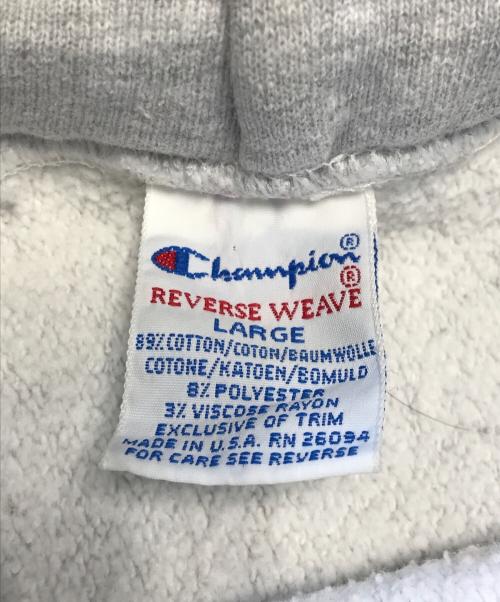 Champion®
REVERSE WEAVE®
LARGE
89% COTTON/COTON/BAUMWOLLE
COTONE/KATOEN/BOMULD
8% POLYESTER
3% VISCOSE RAYON
EXCLUSIVE OF TRIM
MADE IN U.S.A. RN 26094
FOR CARE SEE REVERSE